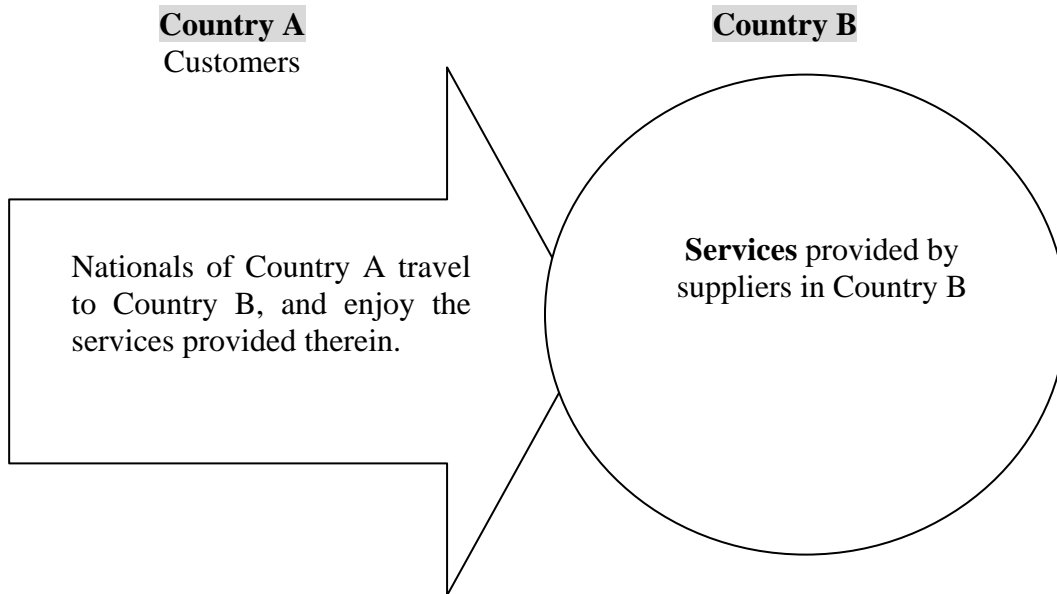 Country A
Customers
Country B
Nationals of Country A travel
to Country B, and enjoy the
services provided therein.
Services provided by
suppliers in Country B